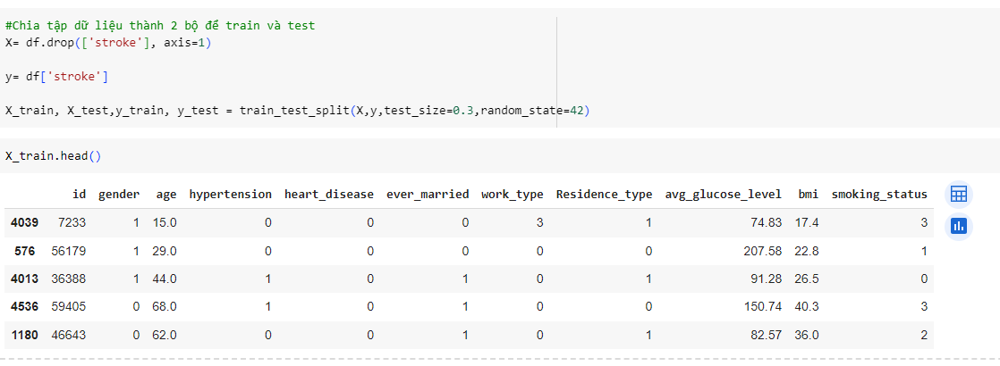 #Chia tập dữ liệu thành 2 bộ để train và test
X= df.drop(['stroke'], axis=1)
y= df['stroke']
X_train, X_test,y_train, y_test = train_test_split(X,y,test_size=0.3,random_state=42)
X_train.head()
id gender age hypertension heart_disease ever_married work_type Residence_type avg_glucose_level bmi smoking_status
4039 7233 1 15.0 0 0 0 3 1 74.83 17.4 3
576 56179 1 29.0 0 0 0 0 0 207.58 22.8 1
4013 36388 1 44.0 1 0 1 0 1 91.28 26.5 0
4536 59405 0 68.0 1 0 1 0 0 150.74 40.3 3
1180 46643 0 62.0 0 0 1 0 1 82.57 36.0 2